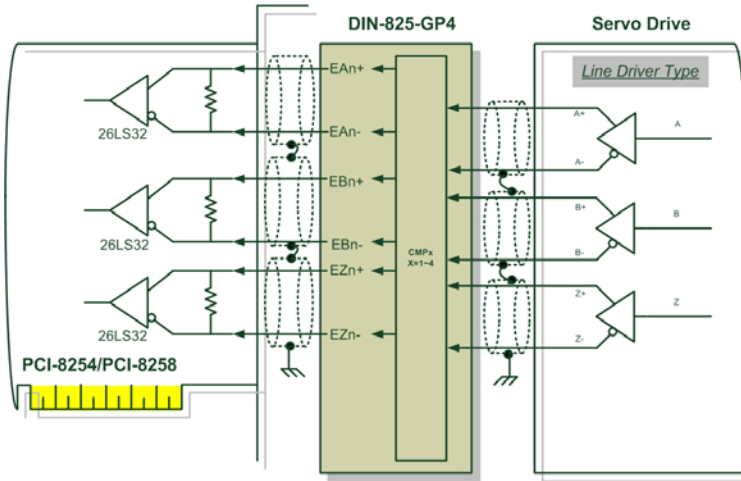 DIN-825-GP4
Servo Drive
Line Driver Type
EAn+
26LS32
EAn-
A+
A
A-
EBn+
B+
26LS32
B
EBn-
B-
CMPx
X=1~4
EZn+
Z+
26LS32
Z
EZn-
Z-
PCI-8254/PCI-8258